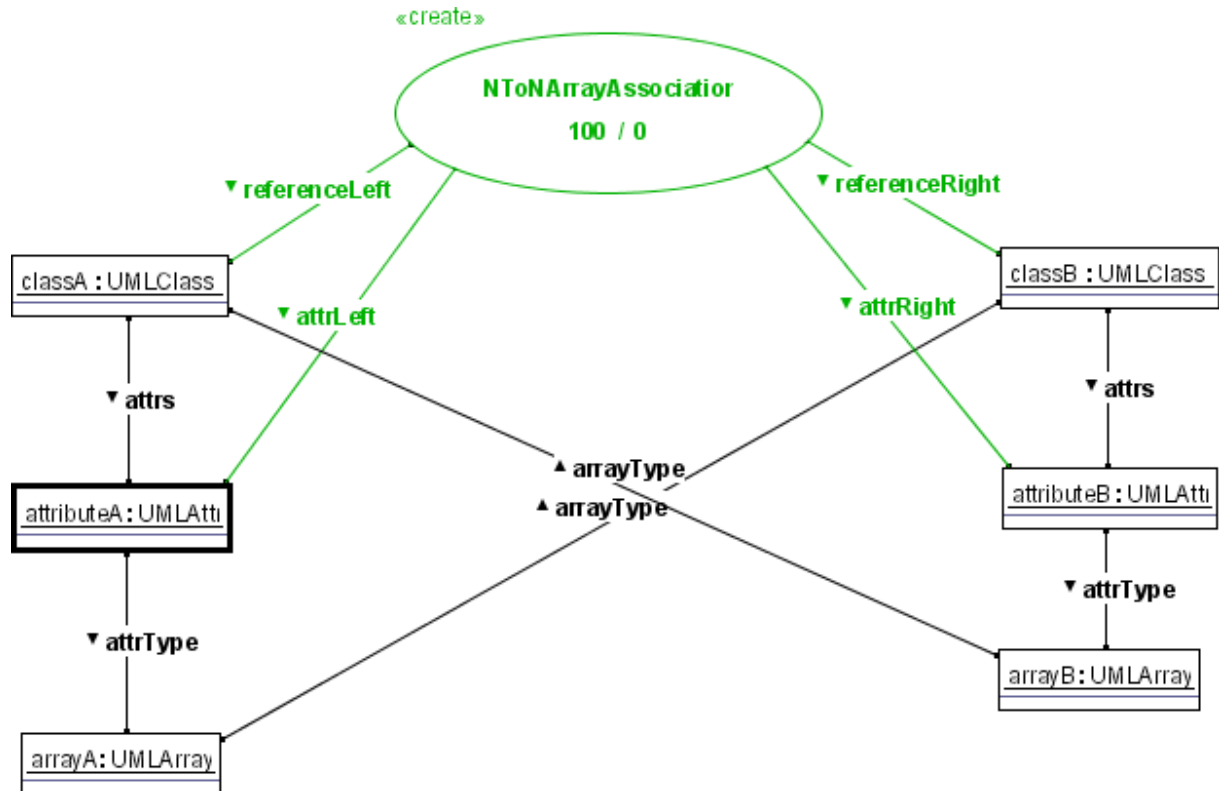 «create»
NToNArrayAssociatior
100 / 0
▼ referenceLeft
▼ referenceRight
classA : UMLClass
classB : UMLClass
▼ attrLeft
▼ attrRight
▼ attrs
▼ attrs
▲ arrayType
▲ arrayType
attributeA: UMLAttı
attributeB: UMLAttı
▼ attrType
▼ attrType
arrayB: UMLArray
arrayA: UMLArray